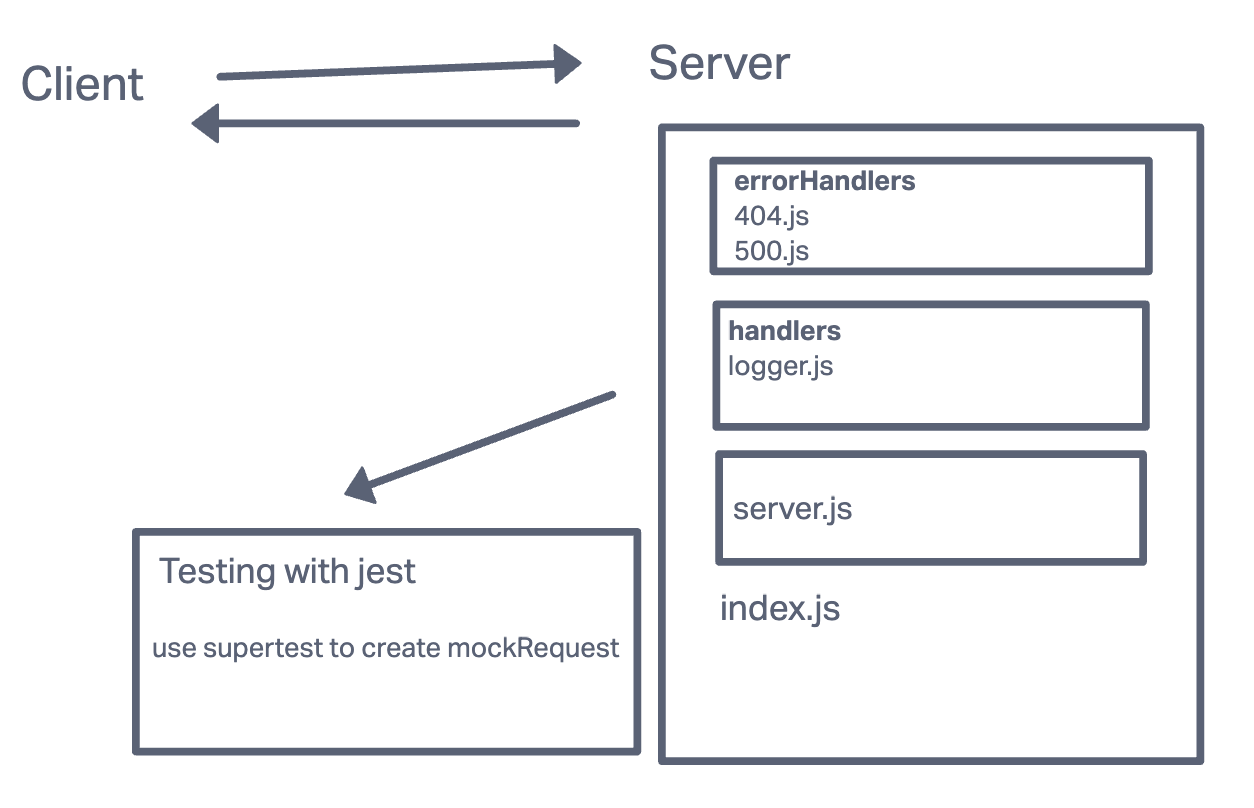 Client
Server
errorHandlers
404.js
500.js
handlers
logger.js
server.js
index.js
Testing with jest
use supertest to create mockRequest